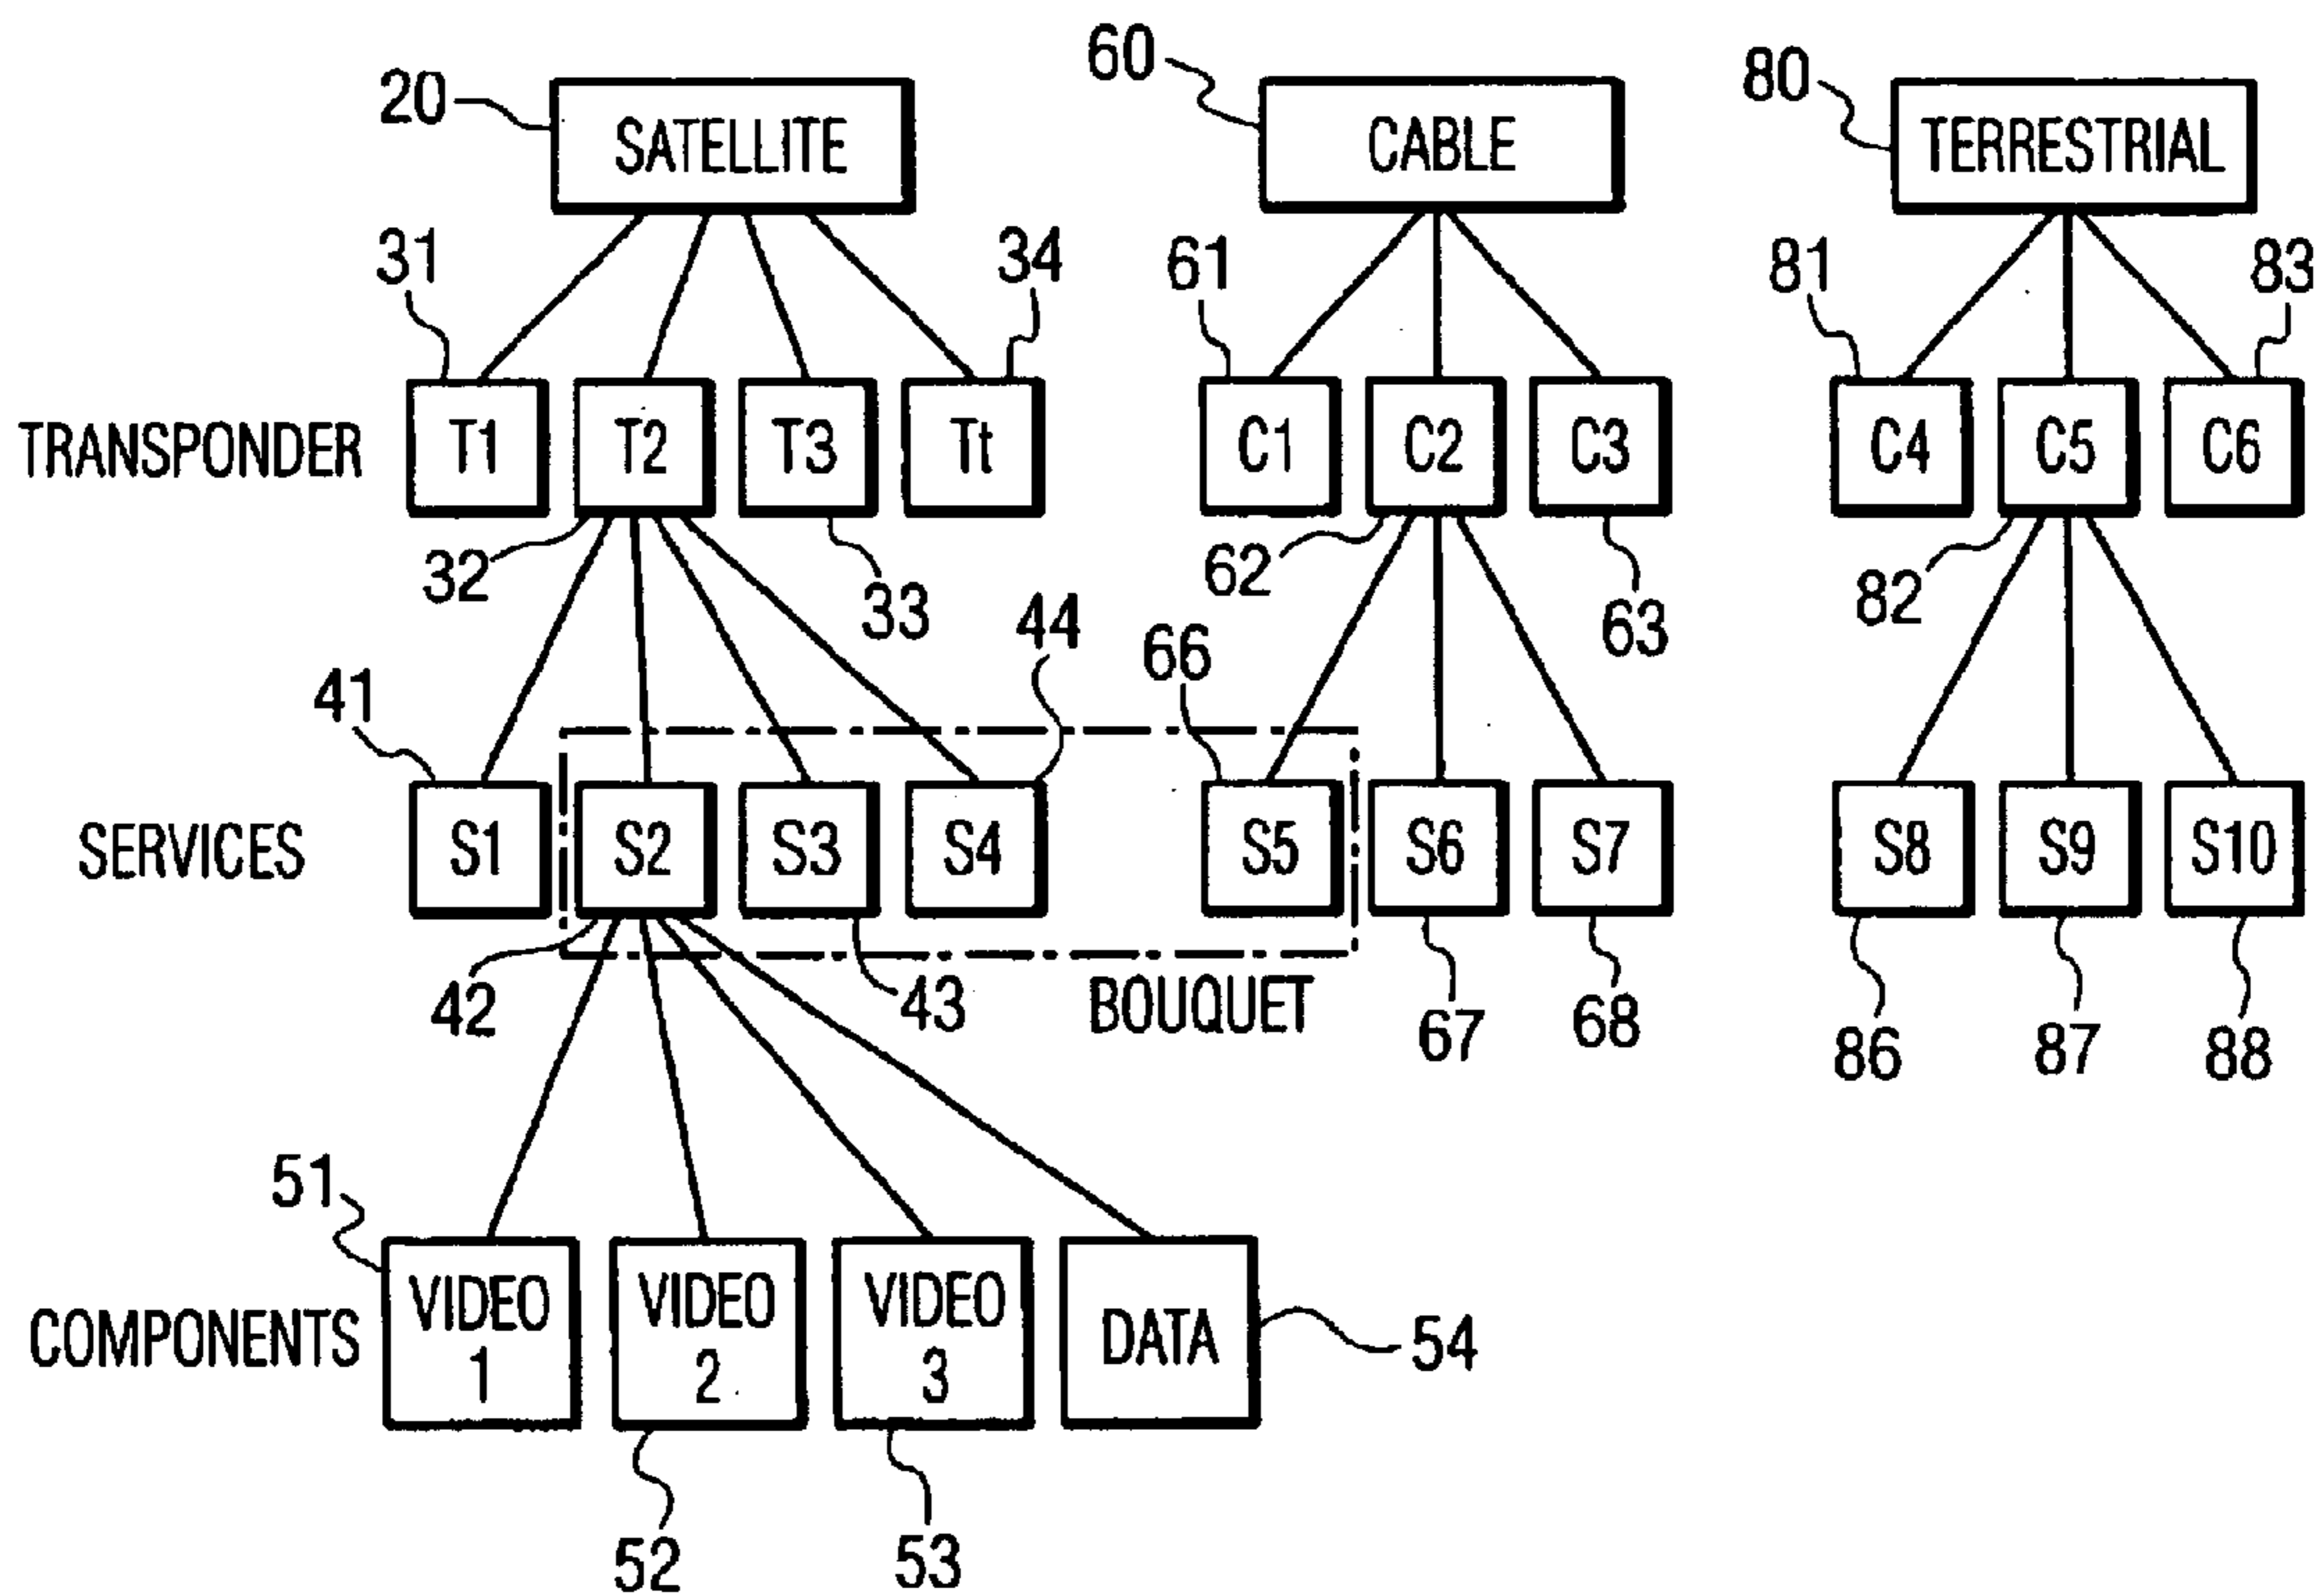 60
80
20
SATELLITE
CABLE
TERRESTRIAL
31
34
61
81
83
TRANSPONDER
T1
T2
T3
Tt
C1
C2
C3
C4
C5
C6
32
33
62
63
82
41
44
66
SERVICES
S1
S2
S3
S4
S5
S6
S7
S8
S9
S10
42
43
BOUQUET
67
68
86
87
88
51
COMPONENTS
VIDEO
1
VIDEO
2
VIDEO
3
DATA
54
52
53